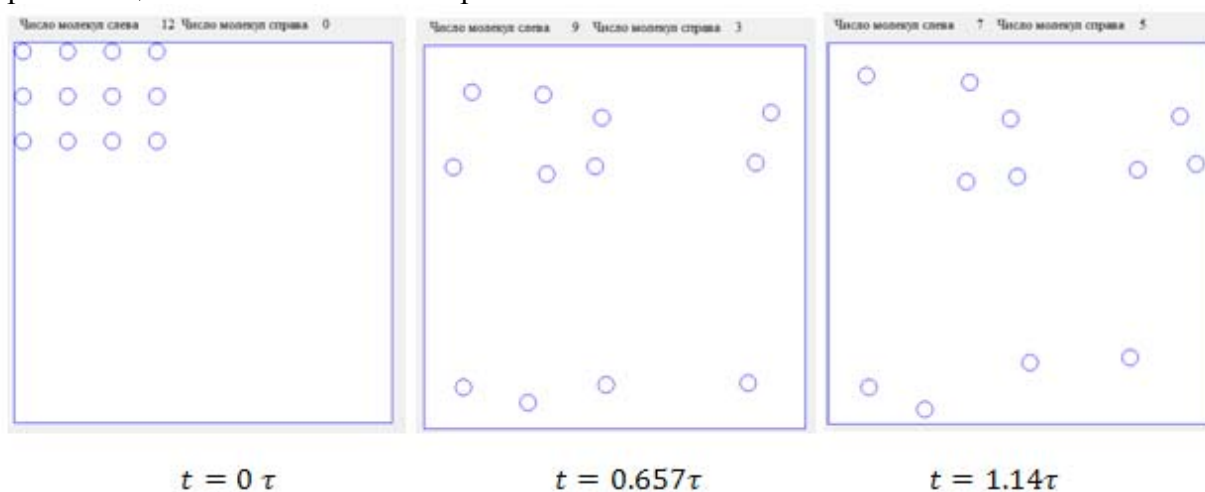 Число молекул слева 12 Число молекул справа 0
Число молекул слева 9 Число молекул справа 3
Число молекул слева 7 Число молекул справа 5
t = 0 τ
t = 0.657τ
t = 1.14τ